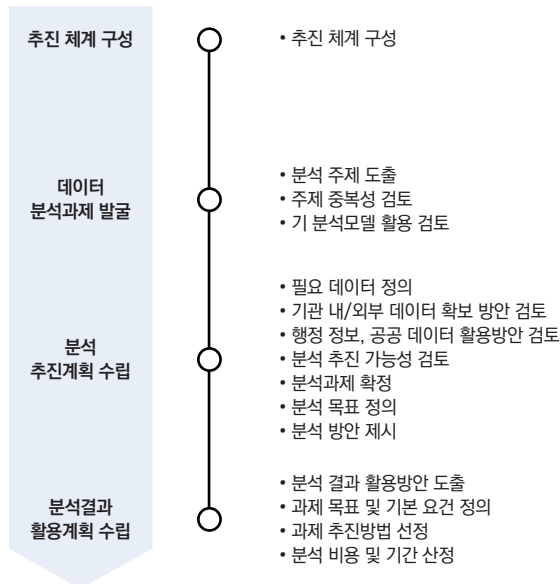 추진 체계 구성
• 추진 체계 구성
데이터
분석과제 발굴
• 분석 주제 도출
• 주제 중복성 검토
• 기 분석모델 활용 검토
분석
추진계획 수립
• 필요 데이터 정의
• 기관 내/외부 데이터 확보 방안 검토
• 행정 정보, 공공 데이터 활용방안 검토
• 분석 추진 가능성 검토
• 분석과제 확정
• 분석 목표 정의
• 분석 방안 제시
분석결과
활용계획 수립
• 분석 결과 활용방안 도출
• 과제 목표 및 기본 요건 정의
• 과제 추진방법 선정
• 분석 비용 및 기간 산정